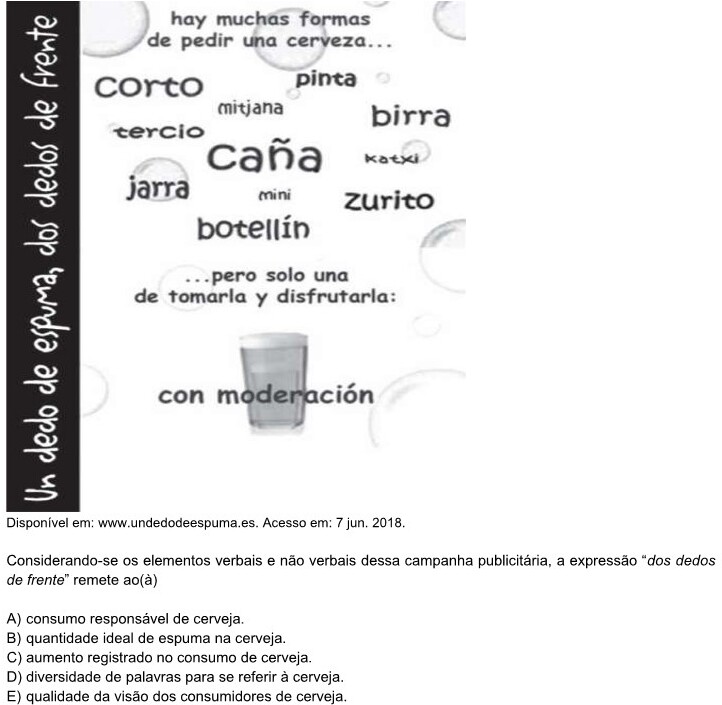 Un dedo de espuma, dos dedos de frente
hay muchas formas
de pedir una cerveza...
corto
pinta
mitjana
birra
tercio
caña
katxi
jarra
mini
zurito
botellín
...pero solo una
de tomarla y disfrutarla:
con moderación
Disponível em: www.undedodeespuma.es. Acesso em: 7 jun. 2018.
Considerando-se os elementos verbais e não verbais dessa campanha publicitária, a expressão “dos dedos
de frente” remete ao(à)
A) consumo responsável de cerveja.
B) quantidade ideal de espuma na cerveja.
C) aumento registrado no consumo de cerveja.
D) diversidade de palavras para se referir à cerveja.
E) qualidade da visão dos consumidores de cerveja.